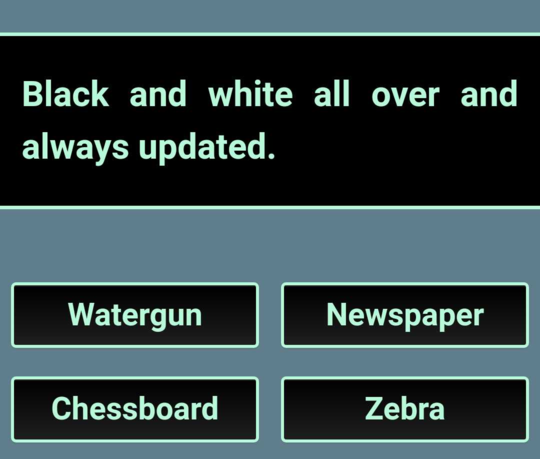 Black and white all over and
always updated.
Watergun
Newspaper
Chessboard
Zebra